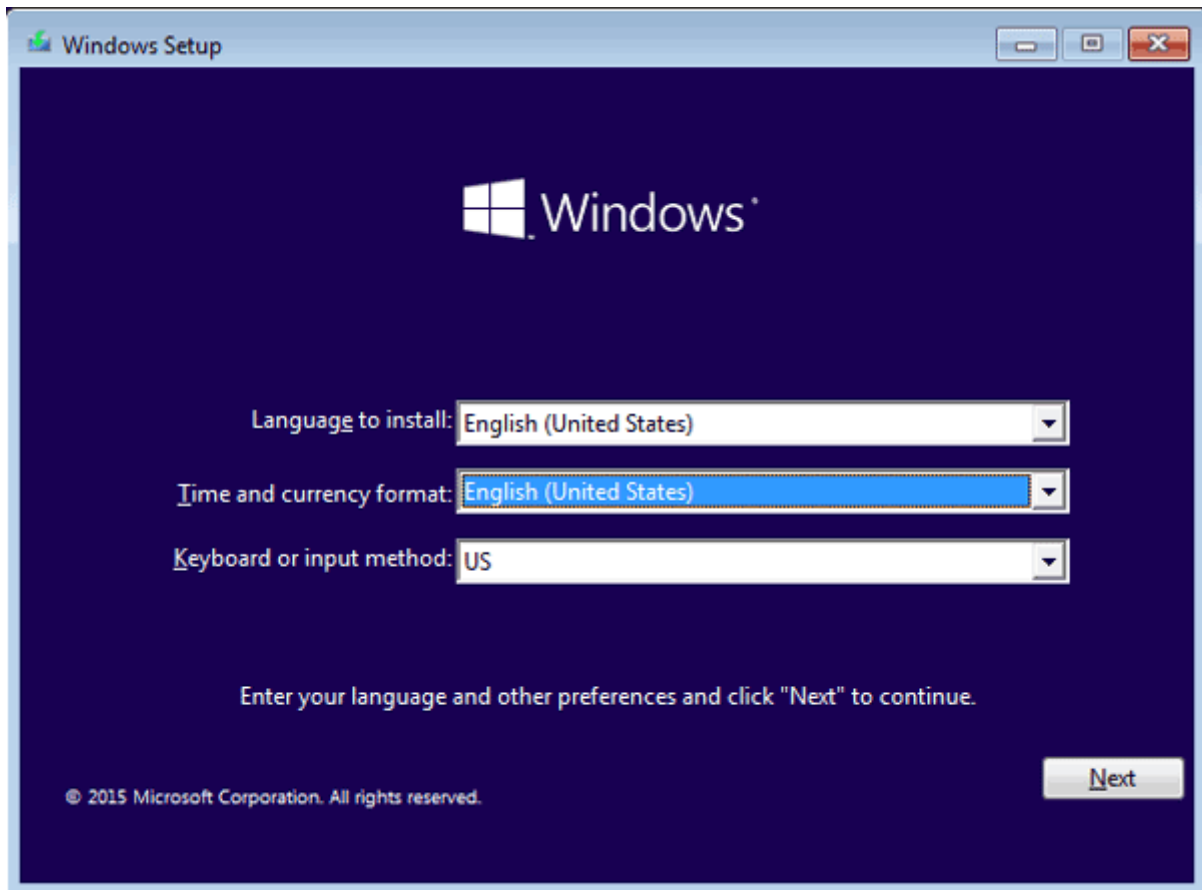 Windows Setup
Windows
Language to install: English (United States)
Time and currency format: English (United States)
Keyboard or input method: US
Enter your language and other preferences and click "Next" to continue.
Next
© 2015 Microsoft Corporation. All rights reserved.